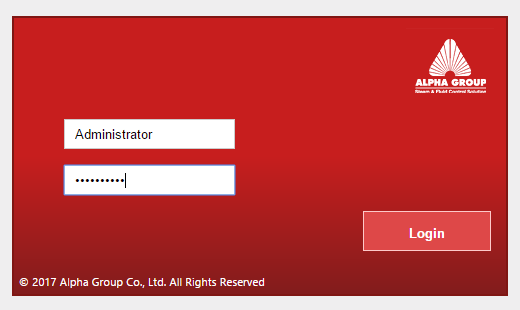 ALPHA GROUP
Steam & Fluid Control Solution
Administrator
••••••••••
Login
© 2017 Alpha Group Co., Ltd. All Rights Reserved